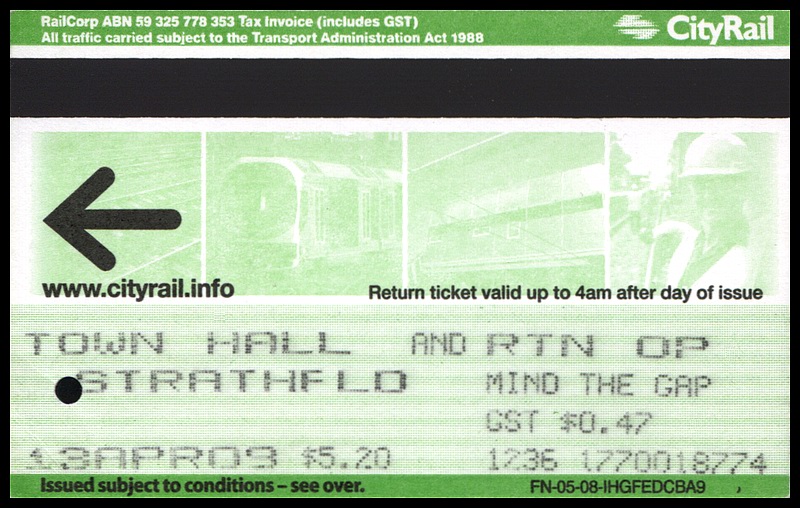 RailCorp ABN 59 325 778 353 Tax Invoice (includes GST)
All traffic carried subject to the Transport Administration Act 1988
CityRail
www.cityrail.info
Return ticket valid up to 4am after day of issue
TOWN HALL AND RTN OP
STRATHFLD MIND THE GAP
GST $0.47
13APR09 $5.20 1236 1770018774
Issued subject to conditions – see over. FN-05-08-IHGFEDCBA9